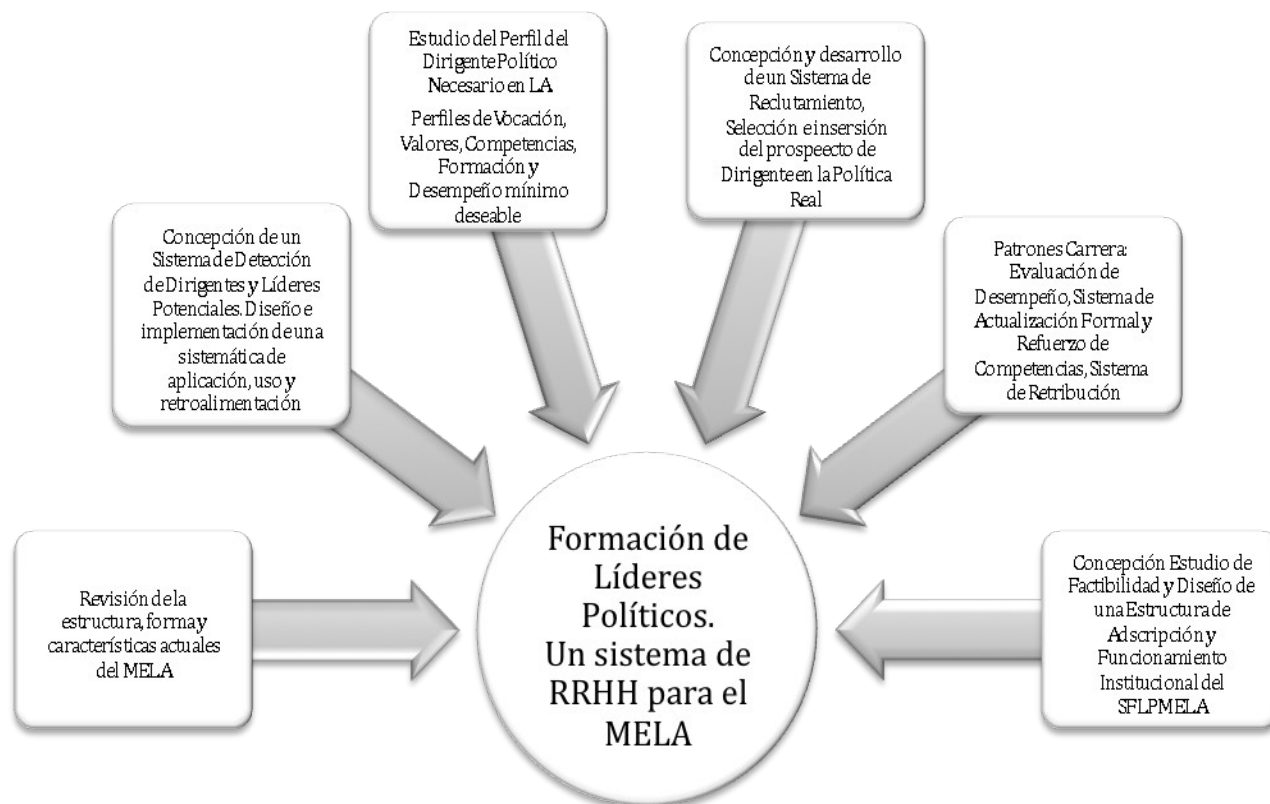 Estudio del Perfil del
Dirigente Político
Necesario en LA
Perfiles de Vocación,
Valores, Competencias,
Formación y
Desempeño mínimo
deseable
Concepción y desarrollo
de un Sistema de
Reclutamiento,
Selección e insersión
del prospeecto de
Dirigente en la Política
Real
Concepción de un
Sistema de Detección
de Dirigentes y Líderes
Potenciales. Diseño e
implementación de una
sistemática de
aplicación, uso y
retroalimentación
Patrones Carrera:
Evaluación de
Desempeño, Sistema de
Actualización Formal y
Refuerzo de
Competencias, Sistema
de Retribución
Revisión de la
estructura, forma y
características actuales
del MELA
Formación de
Líderes
Políticos.
Un sistema de
RRHH para el
MELA
Concepción Estudio de
Factibilidad y Diseño de
una Estructura de
Adscripción y
Funcionamiento
Institucional del
SFLPMELA